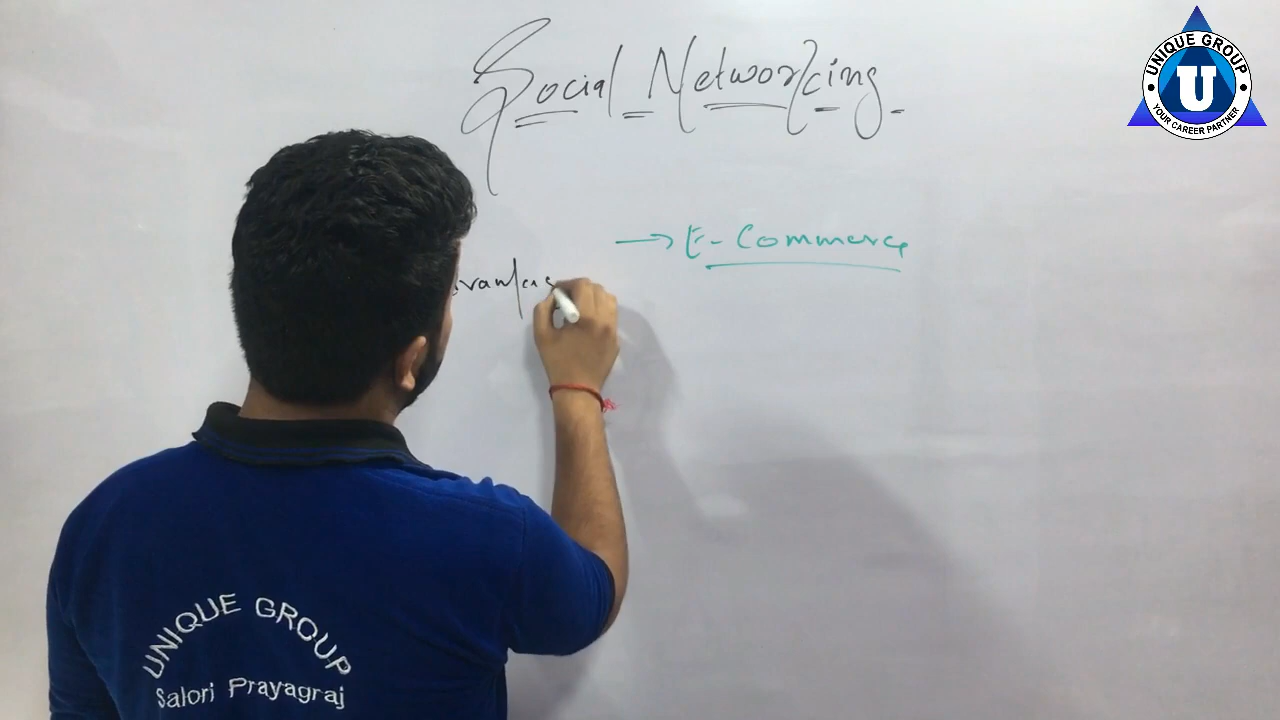 Social Networking
UNIQUE GROUP
U
YOUR CAREER PARTNER
→ E-Commerce
UNIQUE GROUP
Salori Prayagraj